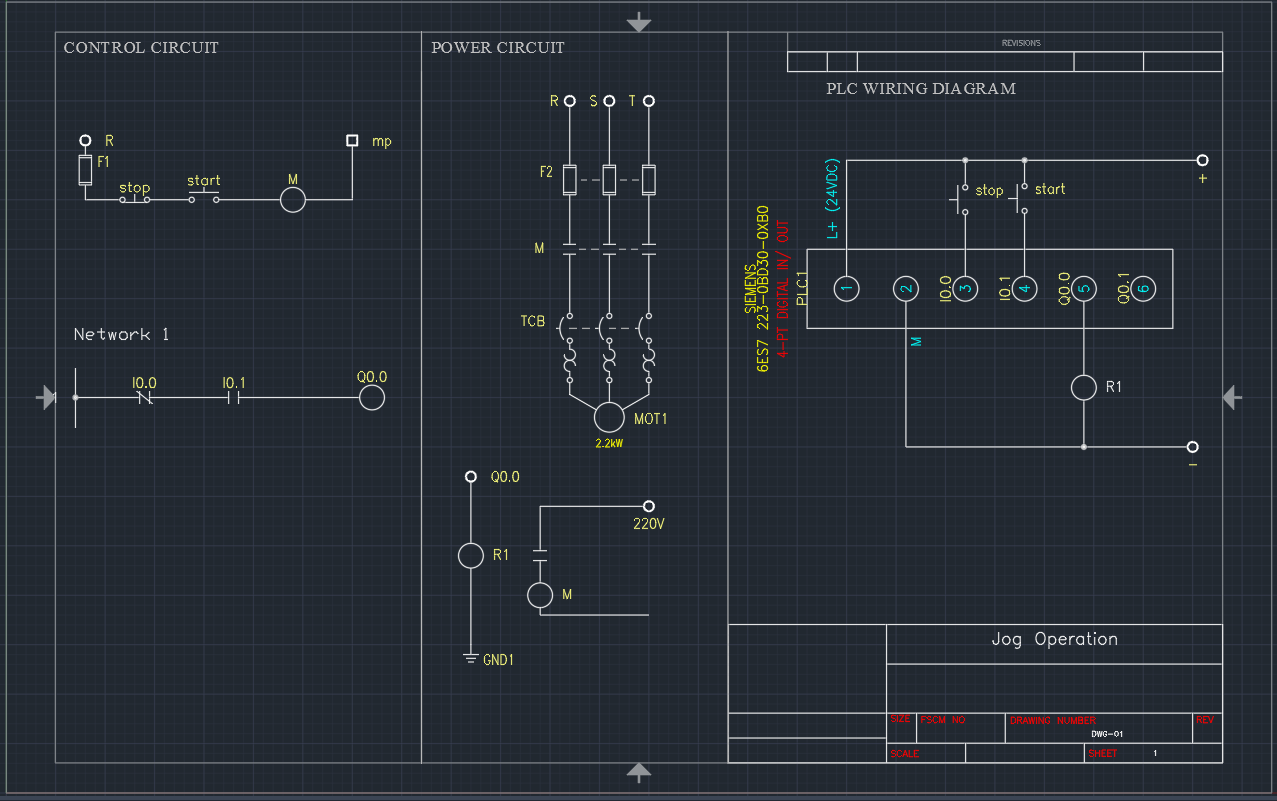 CONTROL CIRCUIT
R
mp
F1
stop
start
M
Network 1
I0.0
I0.1
Q0.0
POWER CIRCUIT
R
S
T
F2
M
TCB
MOT1
2.2kW
Q0.0
220V
R1
M
GND1
REVISIONS
PLC WIRING DIAGRAM
L+ (24VDC)
+
stop
start
SIEMENS
6ES7 223-0BD30-0XB0
4-PT DIGITAL IN/ OUT
PLC1
1
2
I0.0
3
I0.1
4
Q0.0
5
Q0.1
6
M
R1
−
Jog Operation
SIZE
FSCM NO
DRAWING NUMBER
DWG-01
REV
SCALE
SHEET
1